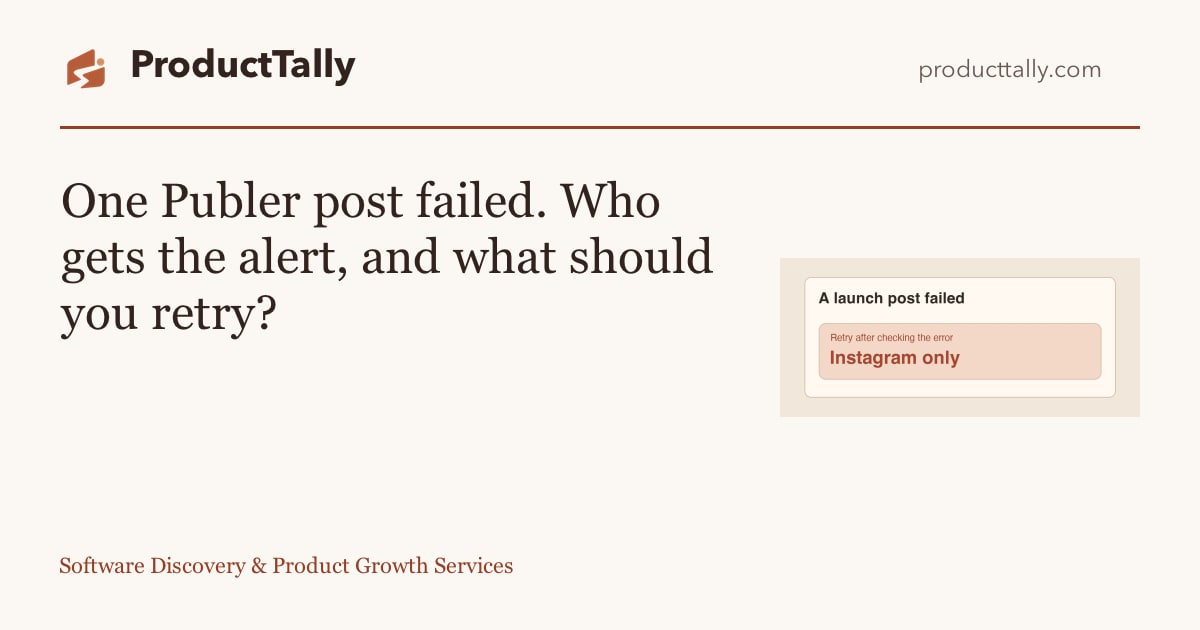 ProductTally
producttally.com
One Publer post failed. Who
gets the alert, and what should
you retry?
A launch post failed
Retry after checking the error
Instagram only
Software Discovery & Product Growth Services